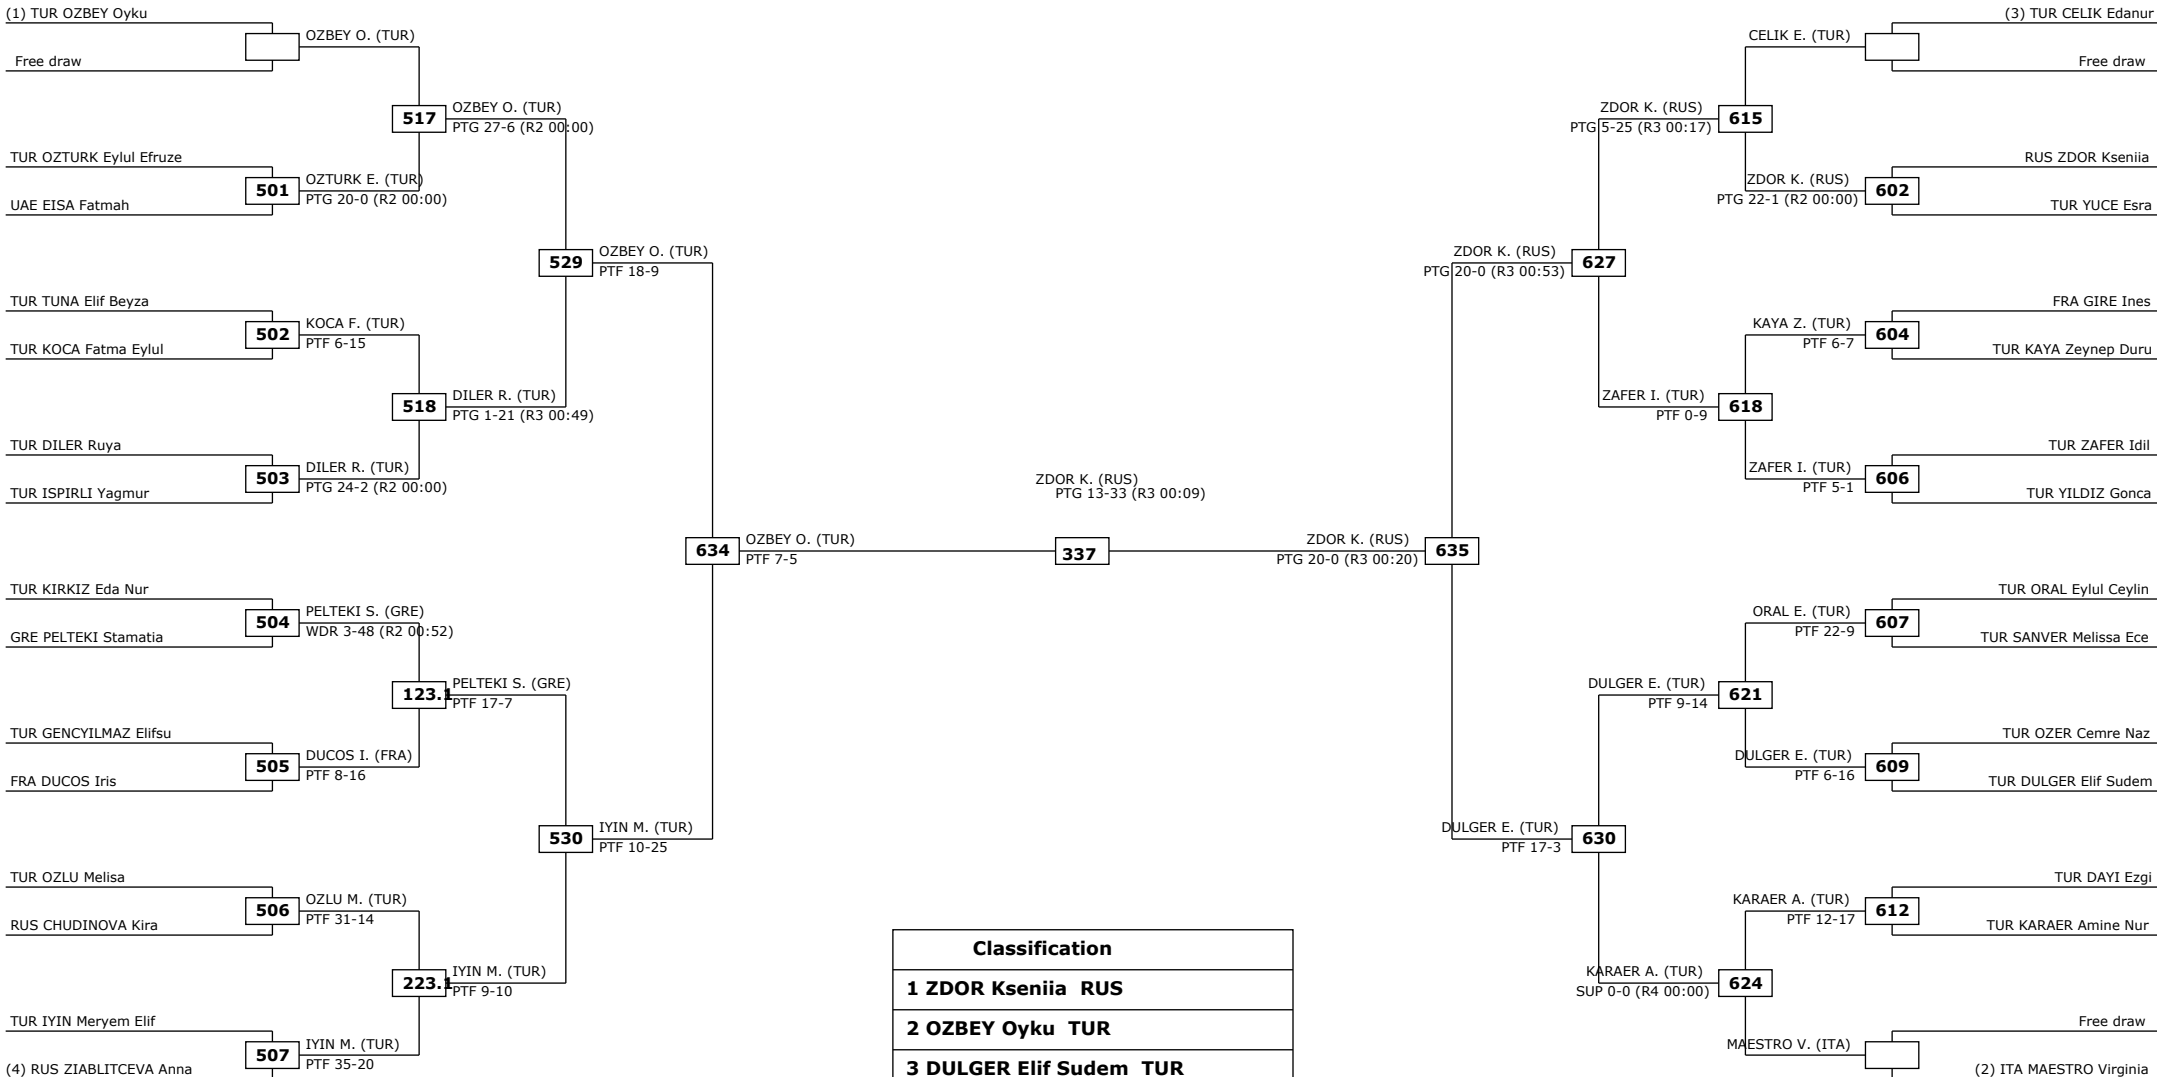 (1) TUR OZBEY Oyku
OZBEY O. (TUR)
Free draw
517
OZBEY O. (TUR)
PTG 27-6 (R2 00:00)
TUR OZTURK Eylul Efruze
501
OZTURK E. (TUR)
PTG 20-0 (R2 00:00)
UAE EISA Fatmah
529
OZBEY O. (TUR)
PTF 18-9
TUR TUNA Elif Beyza
502
KOCA F. (TUR)
PTF 6-15
TUR KOCA Fatma Eylul
518
DILER R. (TUR)
PTG 1-21 (R3 00:49)
TUR DILER Ruya
503
DILER R. (TUR)
PTG 24-2 (R2 00:00)
TUR ISPIRLI Yagmur
634
OZBEY O. (TUR)
PTF 7-5
TUR KIRKIZ Eda Nur
504
PELTEKI S. (GRE)
WDR 3-48 (R2 00:52)
GRE PELTEKI Stamatia
123.1
PELTEKI S. (GRE)
PTF 17-7
TUR GENCYILMAZ Elifsu
505
DUCOS I. (FRA)
PTF 8-16
FRA DUCOS Iris
530
IYIN M. (TUR)
PTF 10-25
TUR OZLU Melisa
506
OZLU M. (TUR)
PTF 31-14
RUS CHUDINOVA Kira
223.1
IYIN M. (TUR)
PTF 9-10
TUR IYIN Meryem Elif
507
IYIN M. (TUR)
PTF 35-20
(4) RUS ZIABLITCEVA Anna
ZDOR K. (RUS)
PTG 13-33 (R3 00:09)
337
Classification
1 ZDOR Kseniia RUS
2 OZBEY Oyku TUR
3 DULGER Elif Sudem TUR
(3) TUR CELIK Edanur
CELIK E. (TUR)
Free draw
ZDOR K. (RUS)
PTG 5-25 (R3 00:17)
615
RUS ZDOR Kseniia
ZDOR K. (RUS)
PTG 22-1 (R2 00:00)
602
TUR YUCE Esra
ZDOR K. (RUS)
PTG 20-0 (R3 00:53)
627
FRA GIRE Ines
KAYA Z. (TUR)
PTF 6-7
604
TUR KAYA Zeynep Duru
ZAFER I. (TUR)
PTF 0-9
618
TUR ZAFER Idil
ZAFER I. (TUR)
PTF 5-1
606
TUR YILDIZ Gonca
ZDOR K. (RUS)
PTG 20-0 (R3 00:20)
635
TUR ORAL Eylul Ceylin
ORAL E. (TUR)
PTF 22-9
607
TUR SANVER Melissa Ece
DULGER E. (TUR)
PTF 9-14
621
TUR OZER Cemre Naz
DULGER E. (TUR)
PTF 6-16
609
TUR DULGER Elif Sudem
DULGER E. (TUR)
PTF 17-3
630
TUR DAYI Ezgi
KARAER A. (TUR)
PTF 12-17
612
TUR KARAER Amine Nur
KARAER A. (TUR)
SUP 0-0 (R4 00:00)
624
Free draw
MAESTRO V. (ITA)
(2) ITA MAESTRO Virginia